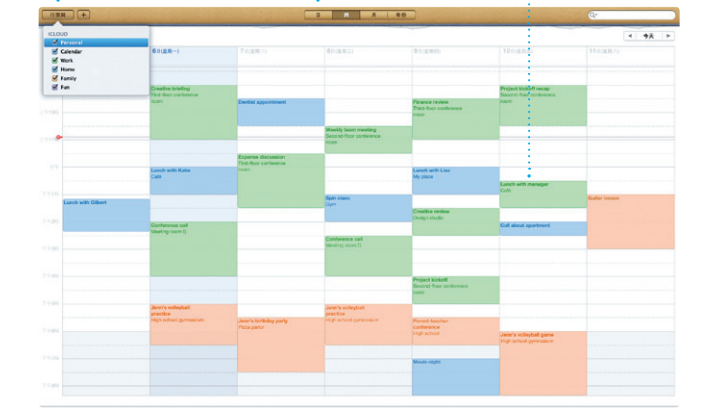 ICLOUD
Personal
Calendar
Work
Home
Family
Fun
今天
Creative briefing
First-floor conference
room
Dentist appointment
Weekly team meeting
Second-floor conference
room
Finance review
Third-floor conference
room
Project kickoff recap
Second-floor conference
room
Expense discussion
First-floor conference
room
Lunch with Katie
Café
Lunch with Lisa
My place
Lunch with manager
Café
Lunch with Gilbert
Spin class
Gym
Guitar lesson
Creative review
Design studio
Conference call
Meeting room D
Call about apartment
Conference call
Meeting room D
Project kickoff
Second-floor conference
room
Jenn's volleyball
practice
High school gymnasium
Jenn's birthday party
Pizza parlor
Jenn's volleyball
practice
High school gymnasium
Parent-teacher
conference
High school
Jenn's volleyball game
High school gymnasium
Movie night